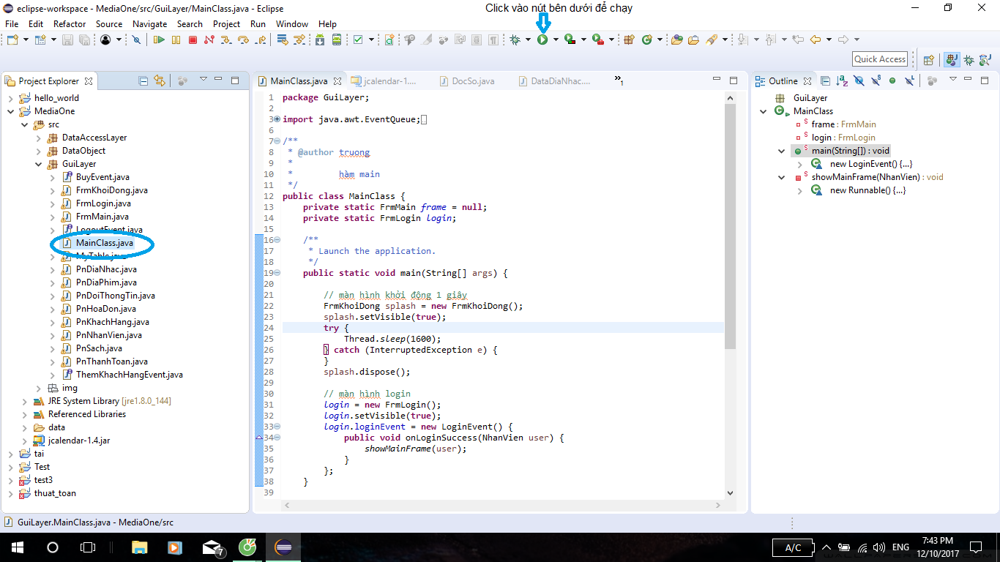 eclipse-workspace - MediaOne/src/GuiLayer/MainClass.java - Eclipse
Click vào nút bên dưới để chạy
File Edit Refactor Source Navigate Search Project Run Window Help
Quick Access
Project Explorer
hello_world
MediaOne
src
DataAccessLayer
DataObject
GuiLayer
BuyEvent.java
FrmKhoiDong.java
FrmLogin.java
FrmMain.java
LogoutEvent.java
MainClass.java
MyTable.java
PnDiaNhac.java
PnDiaPhim.java
PnDoiThongTin.java
PnHoaDon.java
PnKhachHang.java
PnNhanVien.java
PnSach.java
PnThanhToan.java
ThemKhachHangEvent.java
img
JRE System Library [jre1.8.0_144]
Referenced Libraries
data
jcalendar-1.4.jar
tai
Test
test3
thuat_toan
MainClass.java jcalendar-1.... DocSo.java DataDiaNhac.... »1
1 package GuiLayer;
2
3 import java.awt.EventQueue;
6
7 /**
8 * @author truong
9 *
10 * hàm main
11 */
12 public class MainClass {
13 private static FrmMain frame = null;
14 private static FrmLogin login;
15
16 /**
17 * Launch the application.
18 */
19 public static void main(String[] args) {
20
21 // màn hình khởi động 1 giây
22 FrmKhoiDong splash = new FrmKhoiDong();
23 splash.setVisible(true);
24 try {
25 Thread.sleep(1600);
26 } catch (InterruptedException e) {
27 }
28 splash.dispose();
29
30 // màn hình login
31 login = new FrmLogin();
32 login.setVisible(true);
33 login.loginEvent = new LoginEvent() {
34 public void onLoginSuccess(NhanVien user) {
35 showMainFrame(user);
36 }
37 };
38 }
39
Outline
GuiLayer
MainClass
frame : FrmMain
login : FrmLogin
main(String[]) : void
new LoginEvent() {...}
showMainFrame(NhanVien) : void
new Runnable() {...}
GuiLayer.MainClass.java - MediaOne/src
7
A/C
ENG
7:43 PM
12/10/2017